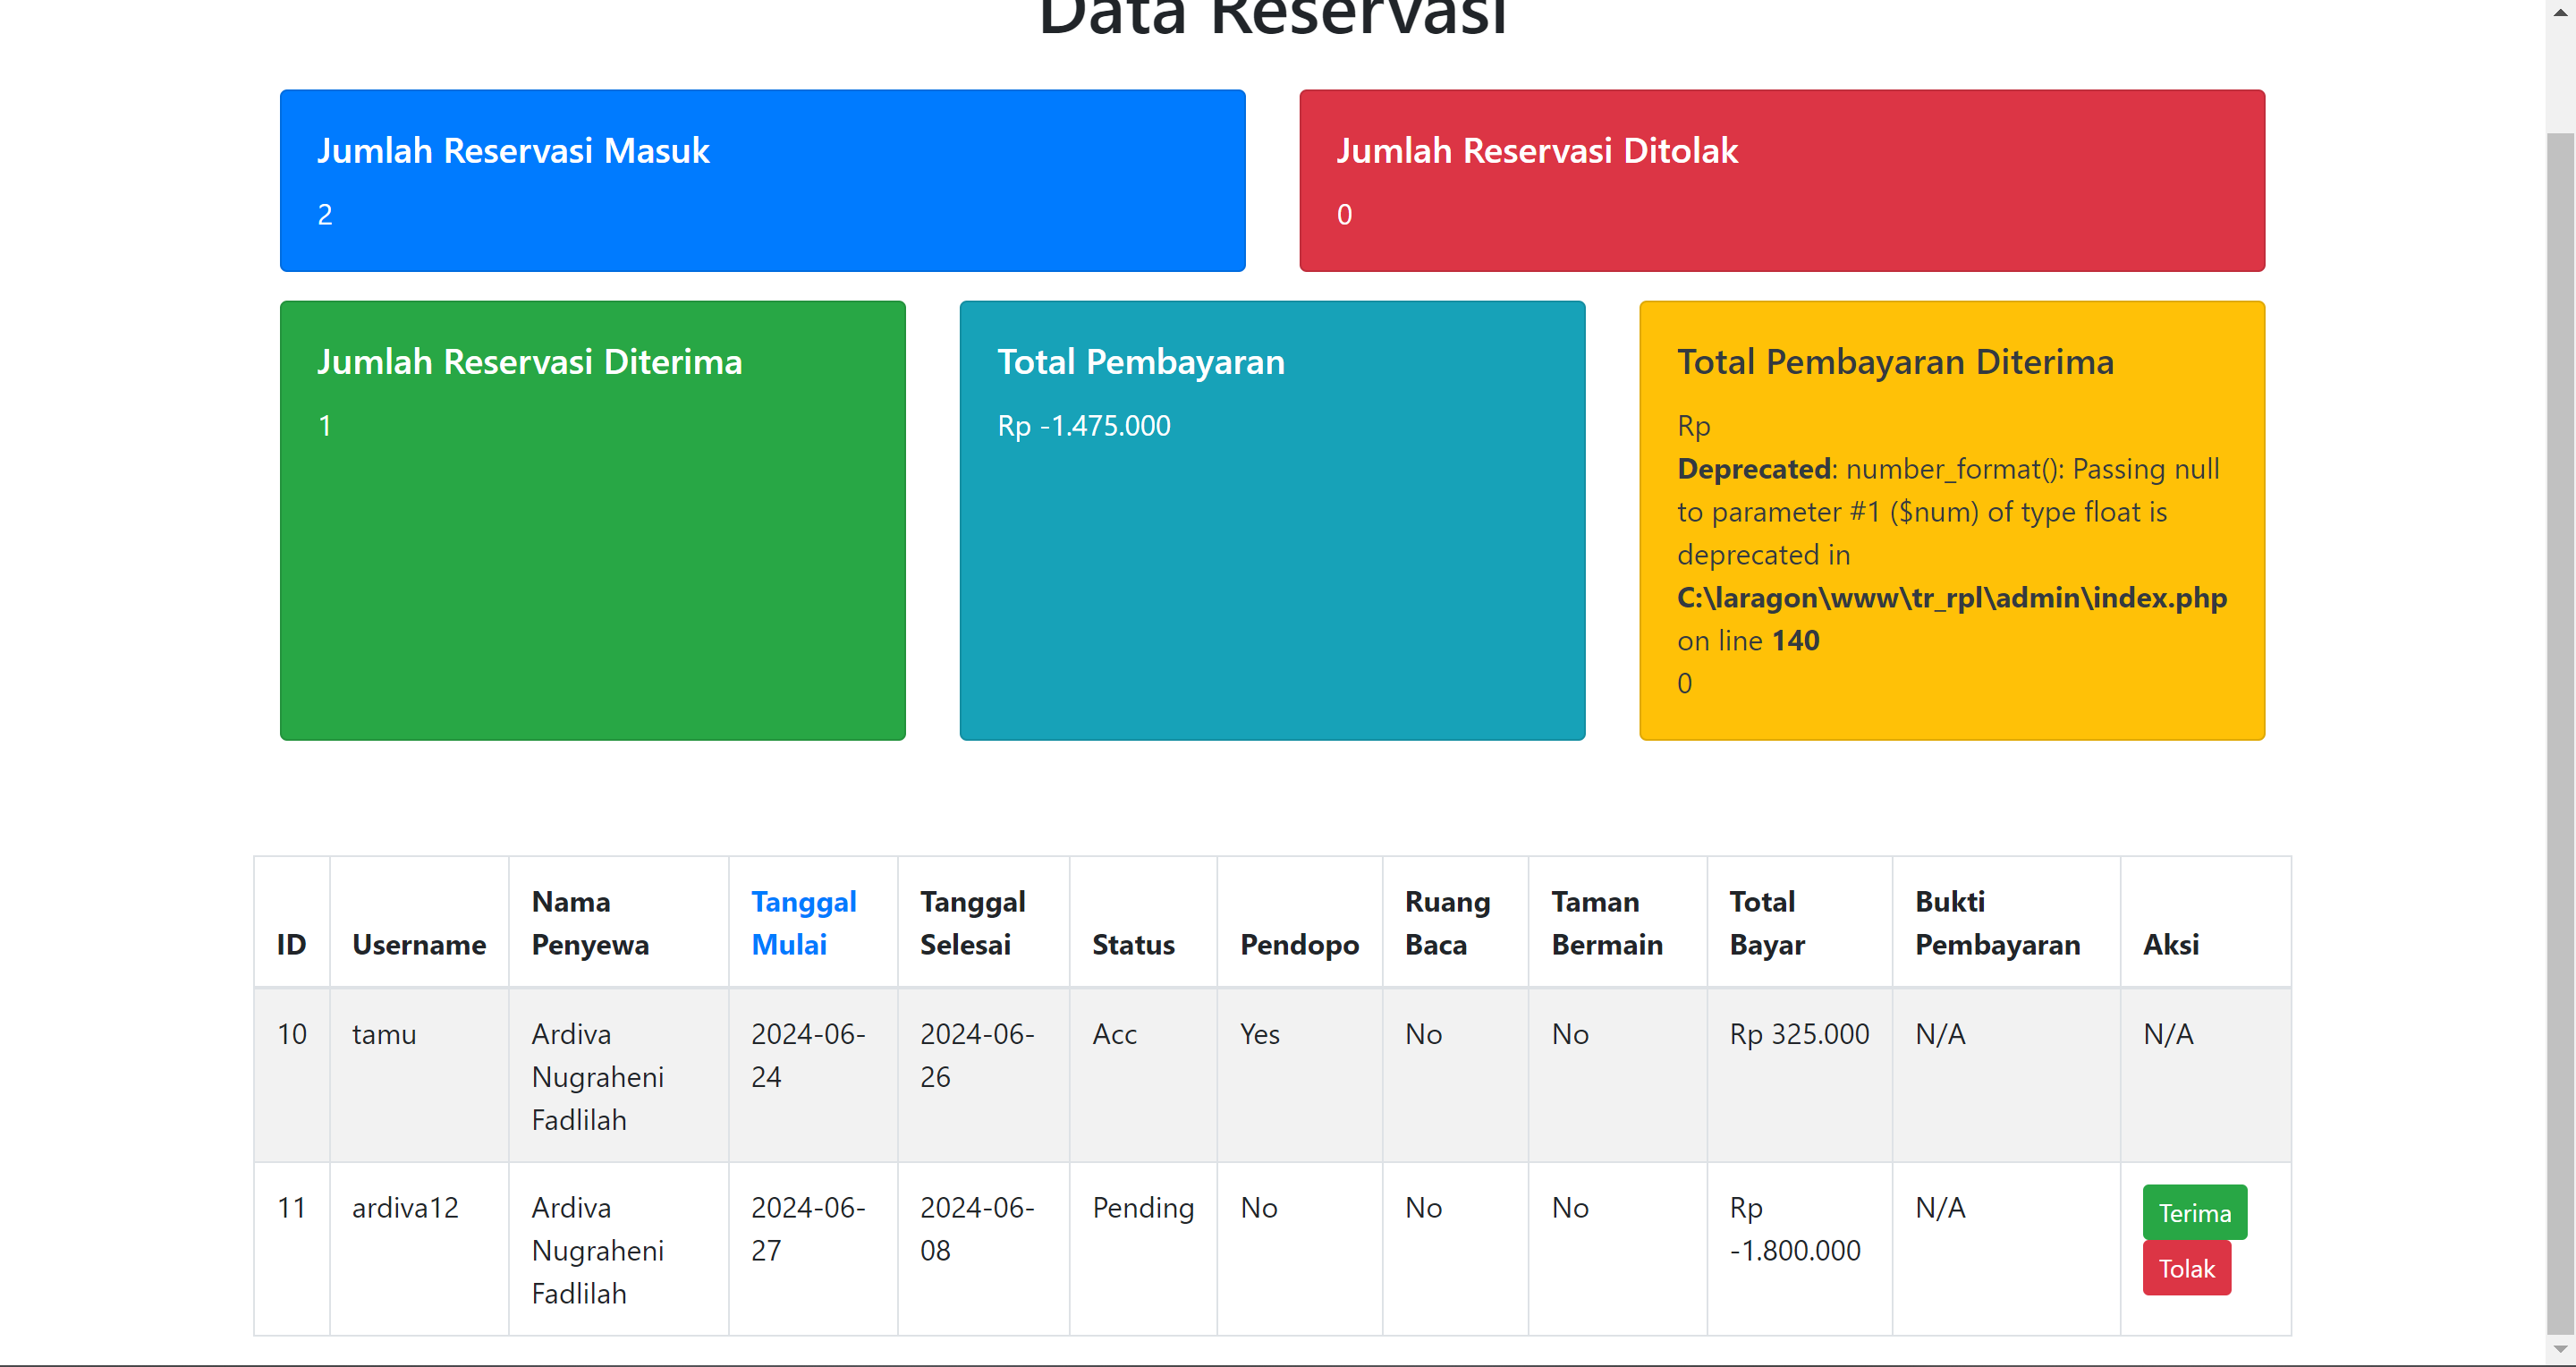 Data Reservasi
Jumlah Reservasi Masuk
2
Jumlah Reservasi Ditolak
0
Jumlah Reservasi Diterima
1
Total Pembayaran
Rp -1.475.000
Total Pembayaran Diterima
Rp
Deprecated: number_format(): Passing null
to parameter #1 ($num) of type float is
deprecated in
C:\laragon\www\tr_rpl\admin\index.php
on line 140
0
ID
Username
Nama
Penyewa
Tanggal
Mulai
Tanggal
Selesai
Status
Pendopo
Ruang
Baca
Taman
Bermain
Total
Bayar
Bukti
Pembayaran
Aksi
10
tamu
Ardiva
Nugraheni
Fadlilah
2024-06-
24
2024-06-
26
Acc
Yes
No
No
Rp 325.000
N/A
N/A
11
ardiva12
Ardiva
Nugraheni
Fadlilah
2024-06-
27
2024-06-
08
Pending
No
No
No
Rp
-1.800.000
N/A
Terima
Tolak